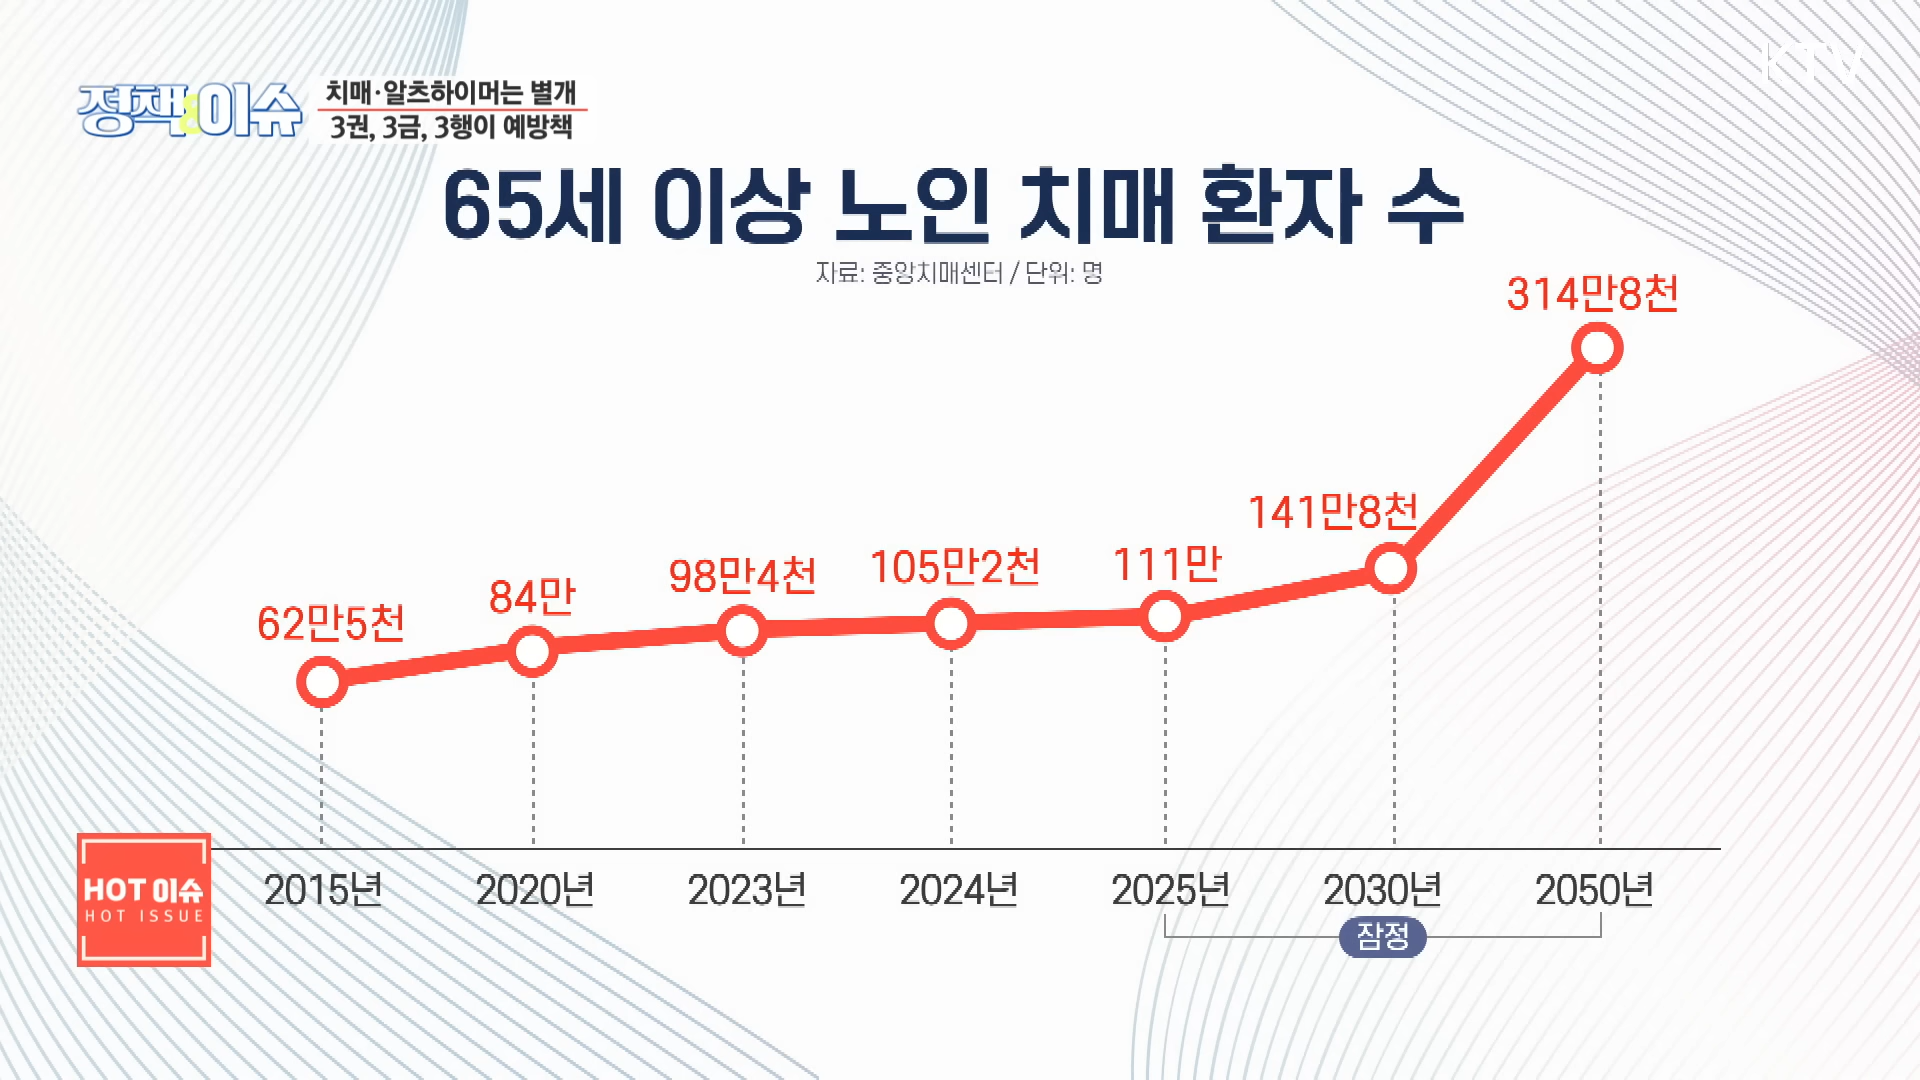 KTV
정책&이슈
치매·알츠하이머는 별개
3권, 3금, 3행이 예방책
65세 이상 노인 치매 환자 수
자료: 중앙치매센터 / 단위: 명
62만5천
84만
98만4천
105만2천
111만
141만8천
314만8천
2015년 2020년 2023년 2024년 2025년 2030년 2050년
잠정
HOT 이슈
HOT ISSUE